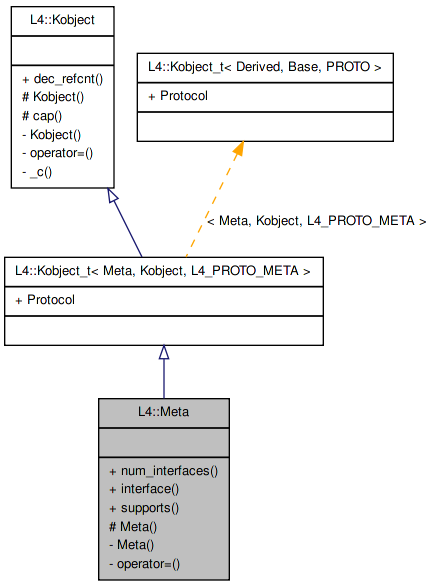 L4::Kobject
+ dec_refcnt()
# Kobject()
# cap()
- Kobject()
- operator=()
- _c()
L4::Kobject_t< Derived, Base, PROTO >
+ Protocol
< Meta, Kobject, L4_PROTO_META >
L4::Kobject_t< Meta, Kobject, L4_PROTO_META >
+ Protocol
L4::Meta
+ num_interfaces()
+ interface()
+ supports()
# Meta()
- Meta()
- operator=()